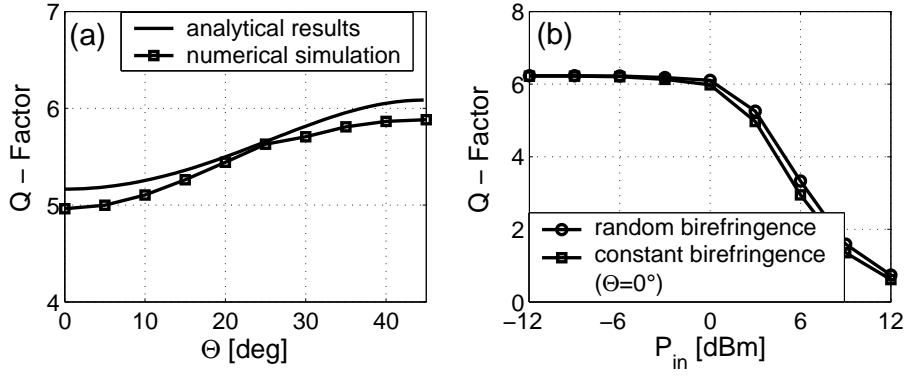 (a)
analytical results
numerical simulation
7
6
5
4
Q − Factor
0 10 20 30 40
Θ [deg]
(b)
8
6
4
2
0
Q − Factor
random birefringence
constant birefringence
(Θ=0°)
−12 −6 0 6 12
P_in [dBm]